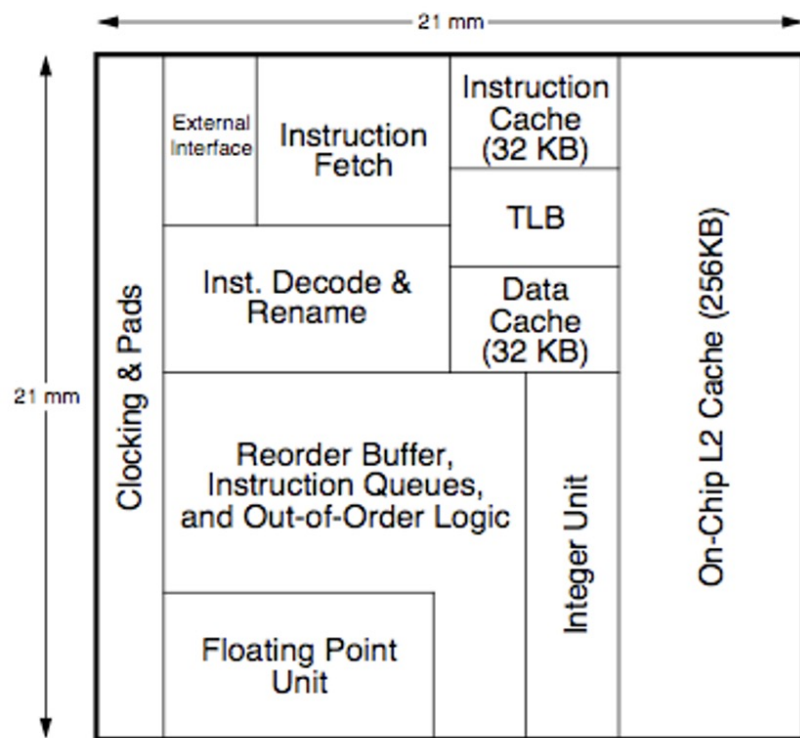 21 mm
External
Interface
Instruction
Fetch
Instruction
Cache
(32 KB)
TLB
Inst. Decode &
Rename
Data
Cache
(32 KB)
21 mm
Clocking & Pads
Reorder Buffer,
Instruction Queues,
and Out-of-Order Logic
Integer Unit
On-Chip L2 Cache (256KB)
Floating Point
Unit